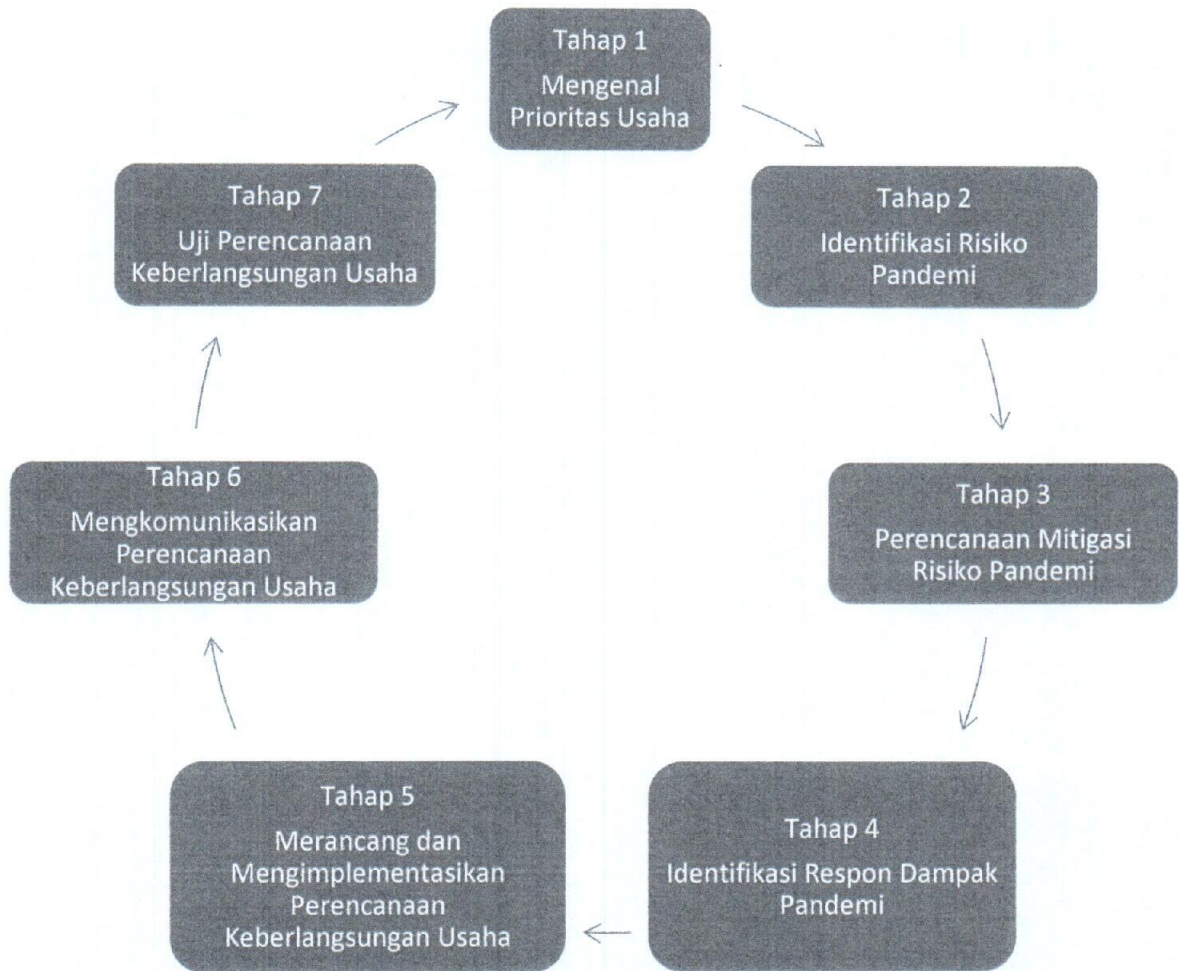 Tahap 1
Mengenal
Prioritas Usaha
Tahap 2
Identifikasi Risiko
Pandemi
Tahap 3
Perencanaan Mitigasi
Risiko Pandemi
Tahap 4
Identifikasi Respon Dampak
Pandemi
Tahap 5
Merancang dan
Mengimplementasikan
Perencanaan
Keberlangsungan Usaha
Tahap 6
Mengkomunikasikan
Perencanaan
Keberlangsungan Usaha
Tahap 7
Uji Perencanaan
Keberlangsungan Usaha